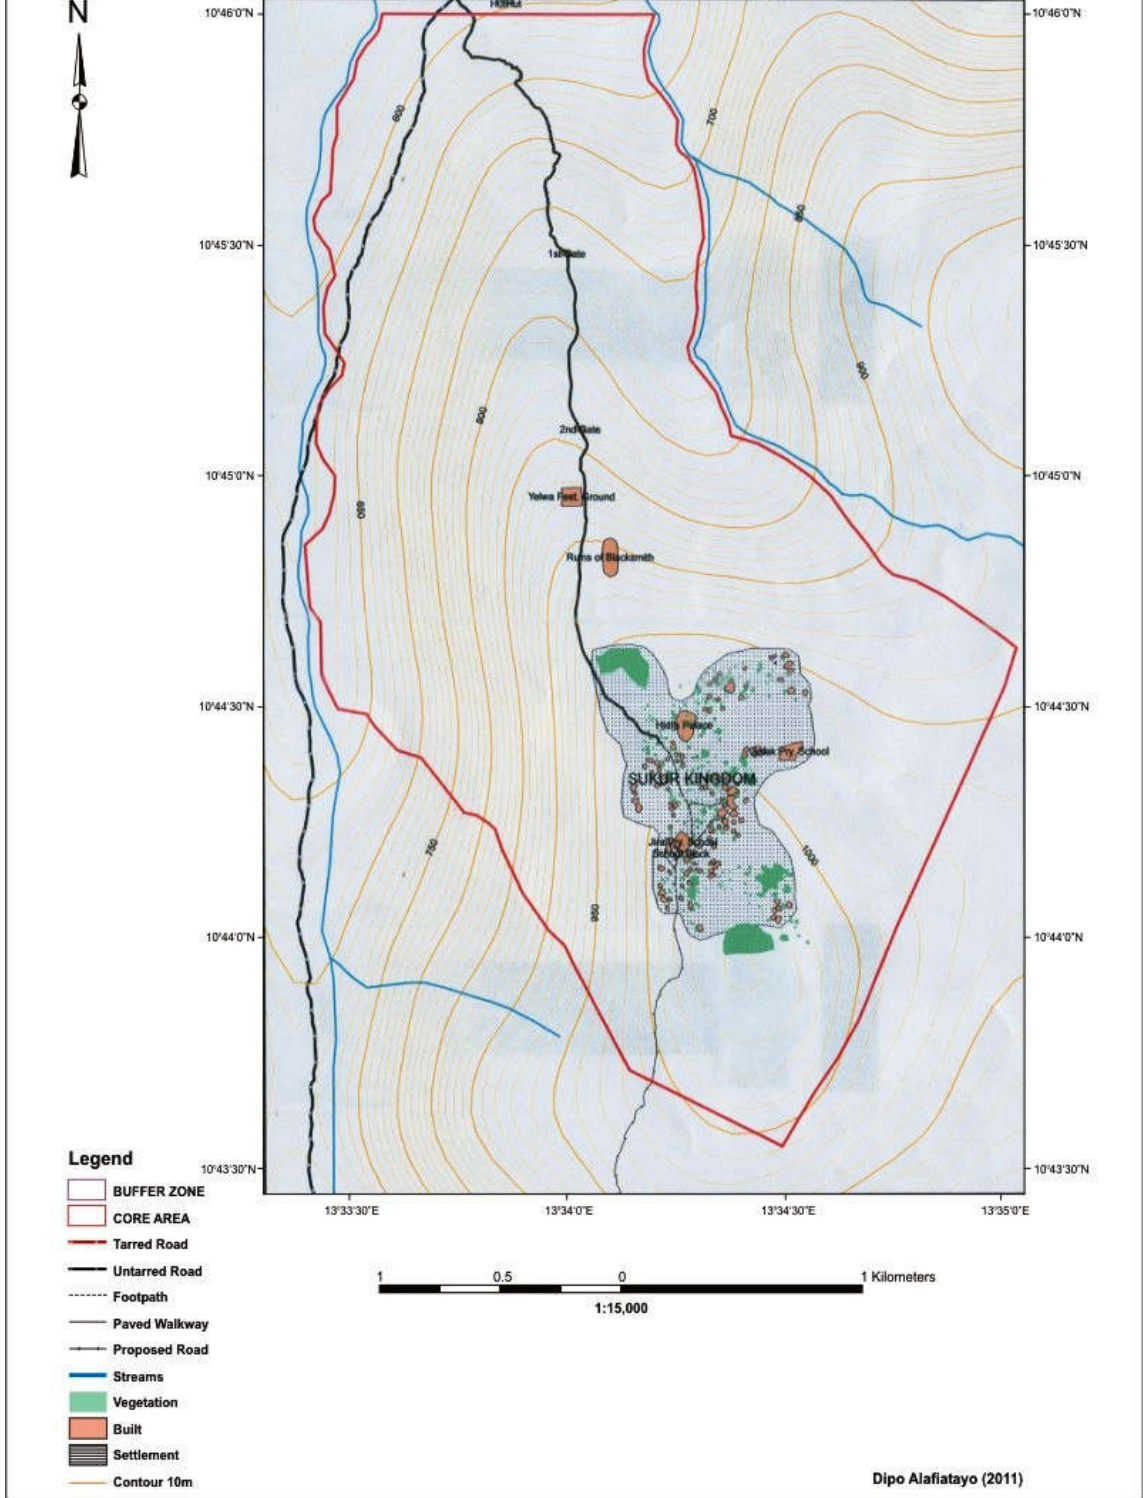 N
10°46'0"N
10°46'0"N
600
700
850
10°45'30"N
10°45'30"N
1st Gate
900
800
2nd Gate
10°45'0"N
10°45'0"N
Yelwa Fest. Ground
Ruins of Blacksmith
10°44'30"N
10°44'30"N
Hidi's Palace
Pry. School
SUKUR KINGDOM
School
750
1000
950
10°44'0"N
10°44'0"N
10°43'30"N
10°43'30"N
13°33'30"E
13°34'0"E
13°34'30"E
13°35'0"E
Legend
BUFFER ZONE
CORE AREA
Tarred Road
Untarred Road
Footpath
Paved Walkway
Proposed Road
Streams
Vegetation
Built
Settlement
Contour 10m
1 0.5 0 1 Kilometers
1:15,000
Dipo Alafiatayo (2011)